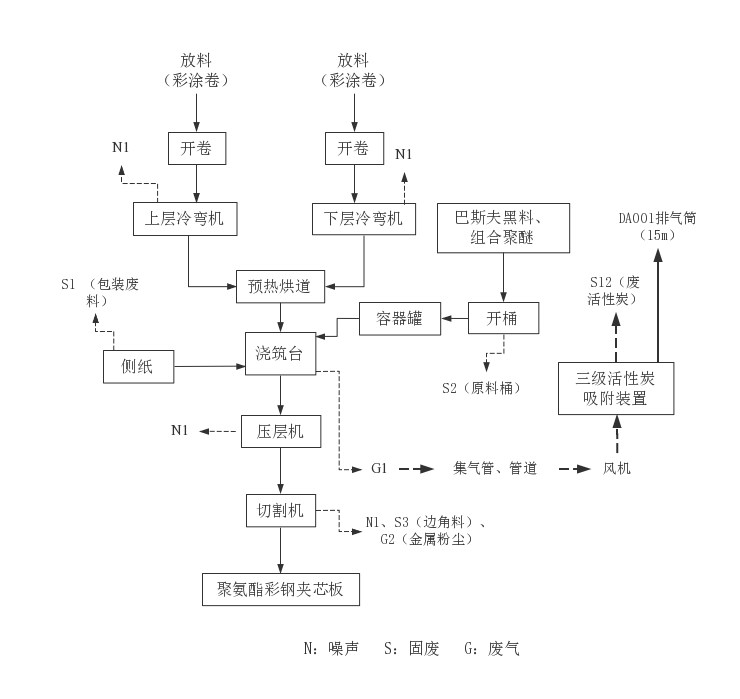 放料
（彩涂卷）
放料
（彩涂卷）
开卷
开卷
N1
N1
上层冷弯机
下层冷弯机
巴斯夫黑料、
组合聚醚
DA001排气筒
（15m）
S1 （包装废
料）
预热烘道
S12（废
活性炭）
容器罐
开桶
浇筑台
侧纸
S2（原料桶）
三级活性炭
吸附装置
N1
压层机
G1
集气管、管道
风机
切割机
N1、S3（边角料）、
G2（金属粉尘）
聚氨酯彩钢夹芯板
N: 噪声 S: 固废 G: 废气